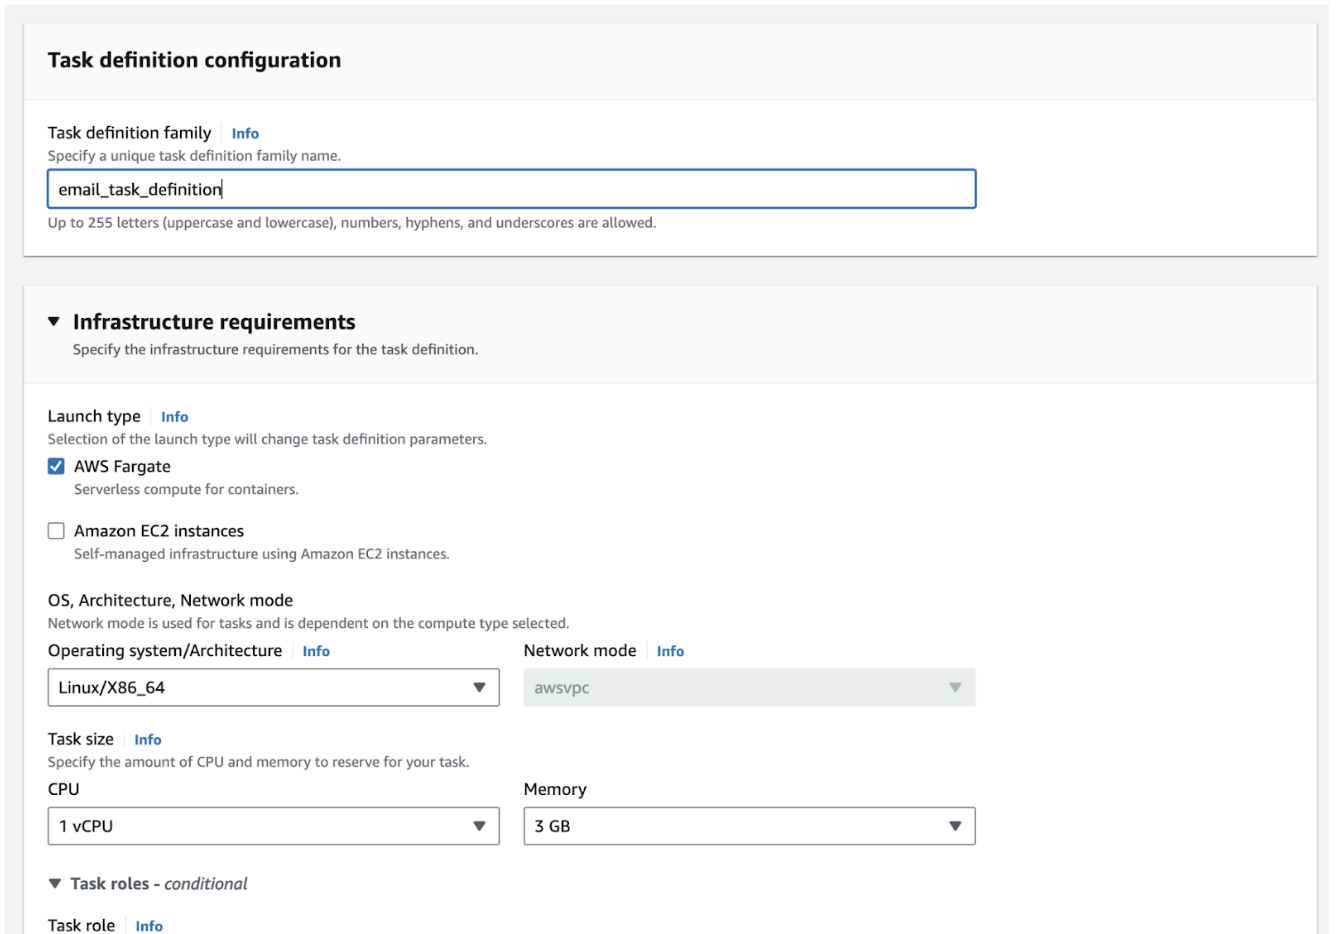 Task definition configuration
Task definition family Info
Specify a unique task definition family name.
email_task_definition
Up to 255 letters (uppercase and lowercase), numbers, hyphens, and underscores are allowed.
Infrastructure requirements
Specify the infrastructure requirements for the task definition.
Launch type Info
Selection of the launch type will change task definition parameters.
AWS Fargate
Serverless compute for containers.
Amazon EC2 instances
Self-managed infrastructure using Amazon EC2 instances.
OS, Architecture, Network mode
Network mode is used for tasks and is dependent on the compute type selected.
Operating system/Architecture Info Network mode Info
Linux/X86_64 awsvpc
Task size Info
Specify the amount of CPU and memory to reserve for your task.
CPU Memory
1 vCPU 3 GB
Task roles - conditional
Task role Info